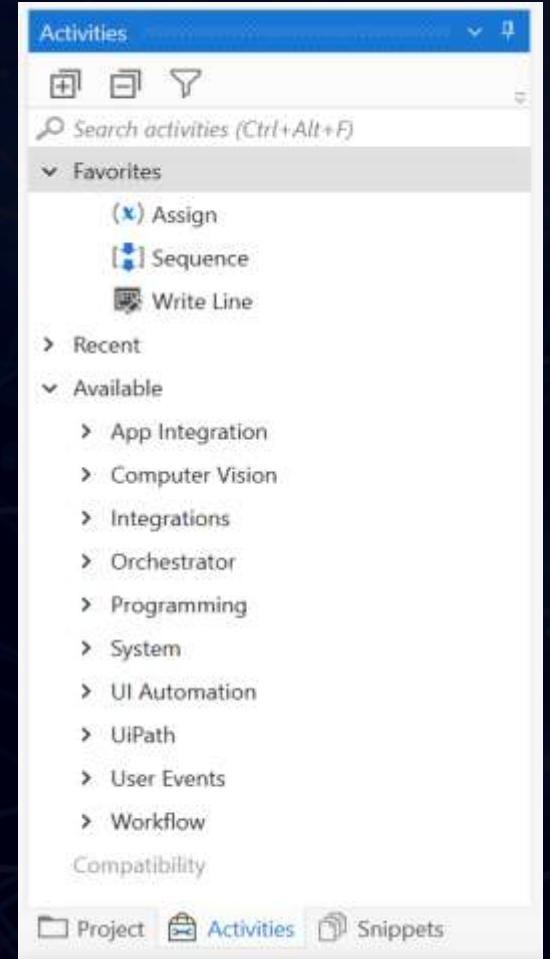 Activities
Search activities (Ctrl+Alt+F)
Favorites
(x) Assign
Sequence
Write Line
Recent
Available
App Integration
Computer Vision
Integrations
Orchestrator
Programming
System
UI Automation
UiPath
User Events
Workflow
Compatibility
Project Activities Snippets